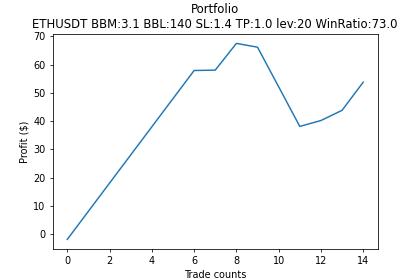 Portfolio
ETHUSDT BBM:3.1 BBL:140 SL:1.4 TP:1.0 lev:20 WinRatio:73.0
Profit ($)
70
60
50
40
30
20
10
0
0 2 4 6 8 10 12 14
Trade counts